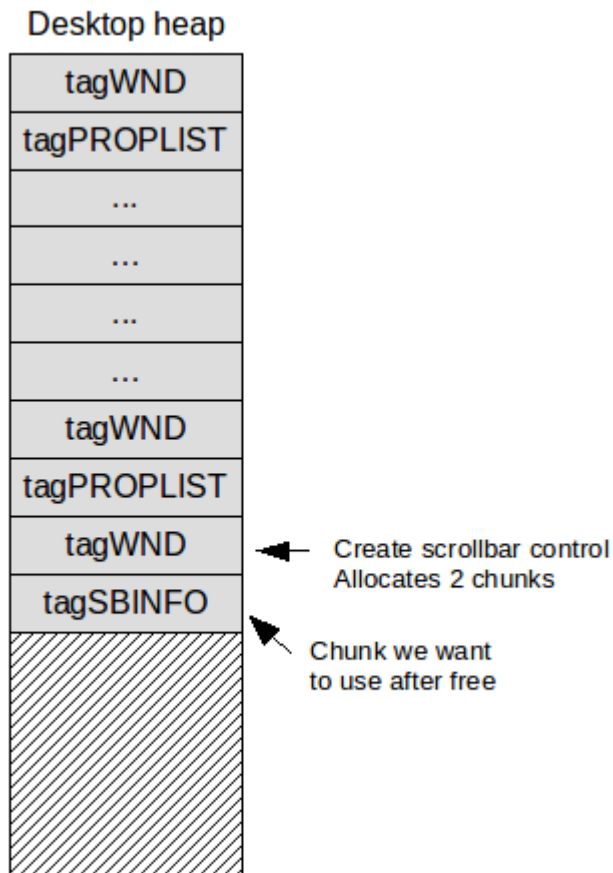 Desktop heap
tagWND
tagPROPLIST
...
...
...
...
tagWND
tagPROPLIST
tagWND
Create scrollbar control
Allocates 2 chunks
tagSBINFO
Chunk we want
to use after free